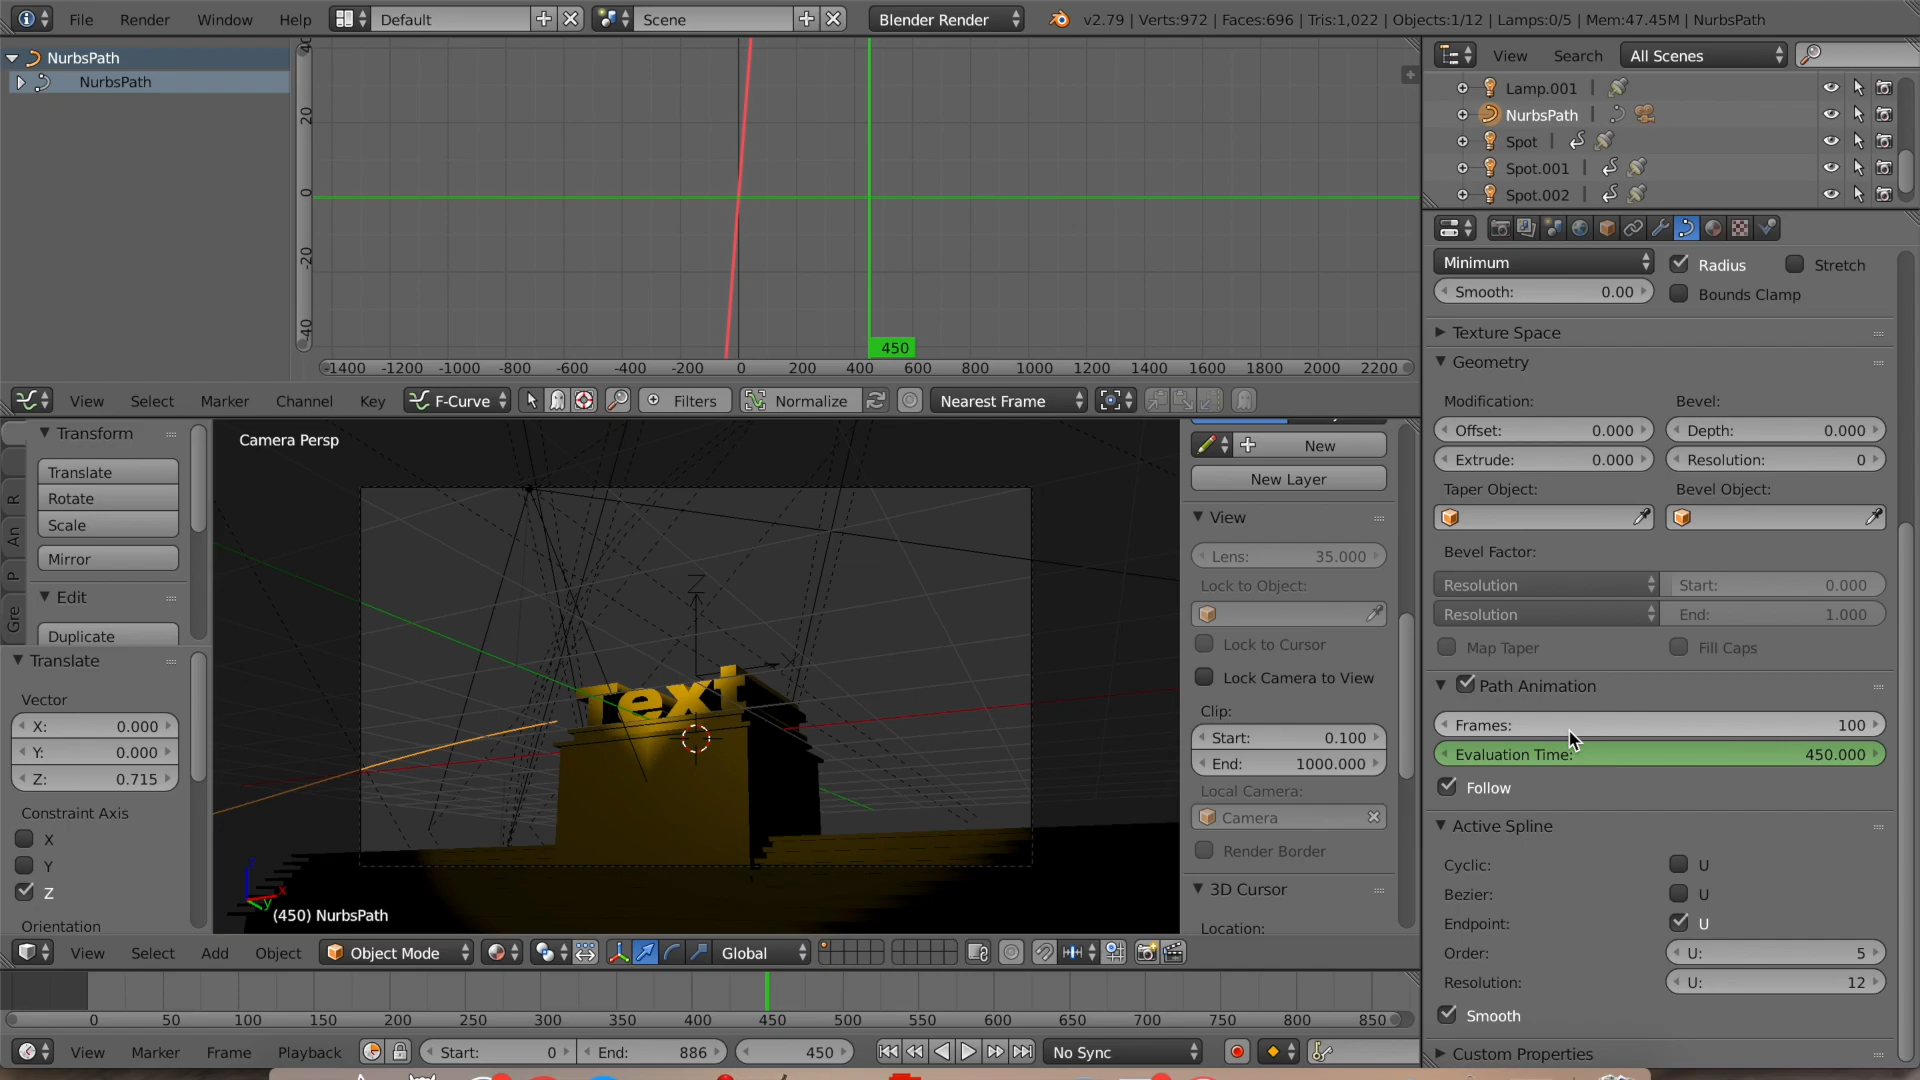 File Render Window Help Default Scene Blender Render v2.79 | Verts:972 | Faces:696 | Tris:1,022 | Objects:1/12 | Lamps:0/5 | Mem:47.45M | NurbsPath
NurbsPath
NurbsPath
20
0
-20
-40
450
-1400 -1200 -1000 -800 -600 -400 -200 0 200 400 600 800 1000 1200 1400 1600 1800 2000 2200
View Select Marker Channel Key F-Curve Filters Normalize Nearest Frame
View Search All Scenes
Lamp.001
NurbsPath
Spot
Spot.001
Spot.002
Minimum Radius Stretch
Smooth: 0.00 Bounds Clamp
Texture Space
Geometry
Modification: Bevel:
Offset: 0.000 Depth: 0.000
Extrude: 0.000 Resolution: 0
Taper Object: Bevel Object:
Bevel Factor:
Resolution Start: 0.000
Resolution End: 1.000
Map Taper Fill Caps
Path Animation
Frames: 100
Evaluation Time: 450.000
Follow
Active Spline
Cyclic: U
Bezier: U
Endpoint: U
Order: U: 5
Resolution: U: 12
Smooth
Custom Properties
Transform
Translate
Rotate
Scale
Mirror
Edit
Duplicate
R
An
P
Gre
Translate
Vector
X: 0.000
Y: 0.000
Z: 0.715
Constraint Axis
X
Y
Z
Orientation
Camera Persp
Z
Text
x
y
(450) NurbsPath
New
New Layer
View
Lens: 35.000
Lock to Object:
Lock to Cursor
Lock Camera to View
Clip:
Start: 0.100
End: 1000.000
Local Camera:
Camera
Render Border
3D Cursor
Location:
View Select Add Object Object Mode Global
0 50 100 150 200 250 300 350 400 450 500 550 600 650 700 750 800 850
View Marker Frame Playback Start: 0 End: 886 450 No Sync